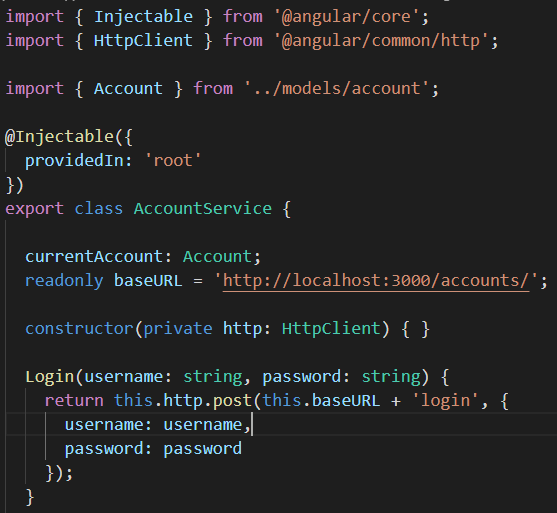 import { Injectable } from '@angular/core';
import { HttpClient } from '@angular/common/http';
import { Account } from '../models/account';
@Injectable({
  providedIn: 'root'
})
export class AccountService {
  currentAccount: Account;
  readonly baseURL = 'http://localhost:3000/accounts/';
  constructor(private http: HttpClient) { }
  Login(username: string, password: string) {
    return this.http.post(this.baseURL + 'login', {
      username: username,
      password: password
    });
  }